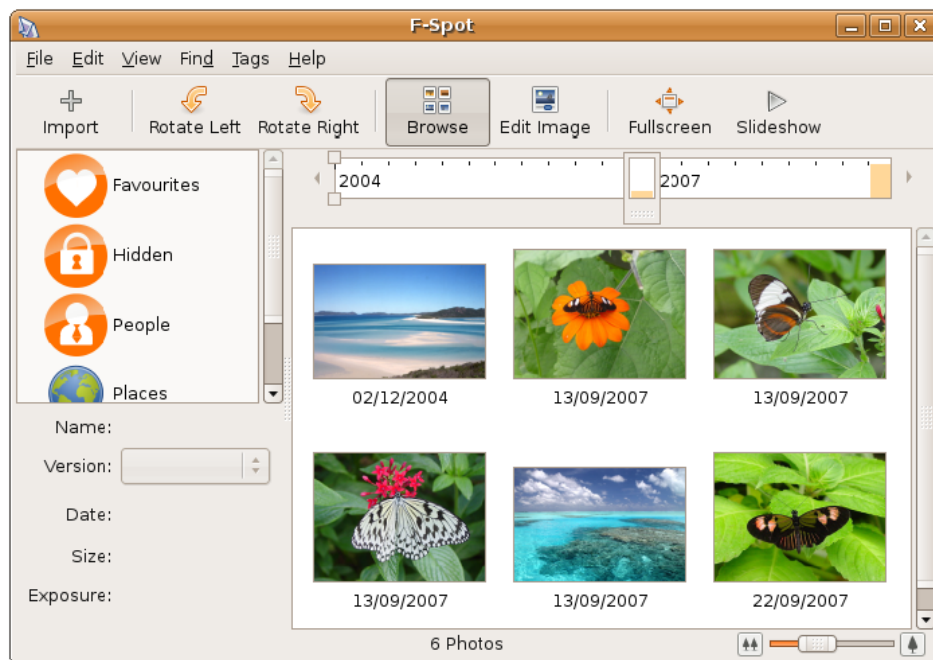 F-Spot
File Edit View Find Tags Help
Import Rotate Left Rotate Right Browse Edit Image Fullscreen Slideshow
Favourites
Hidden
People
Places
Name:
Version:
Date:
Size:
Exposure:
2004 2007
02/12/2004 13/09/2007 13/09/2007
13/09/2007 13/09/2007 22/09/2007
6 Photos